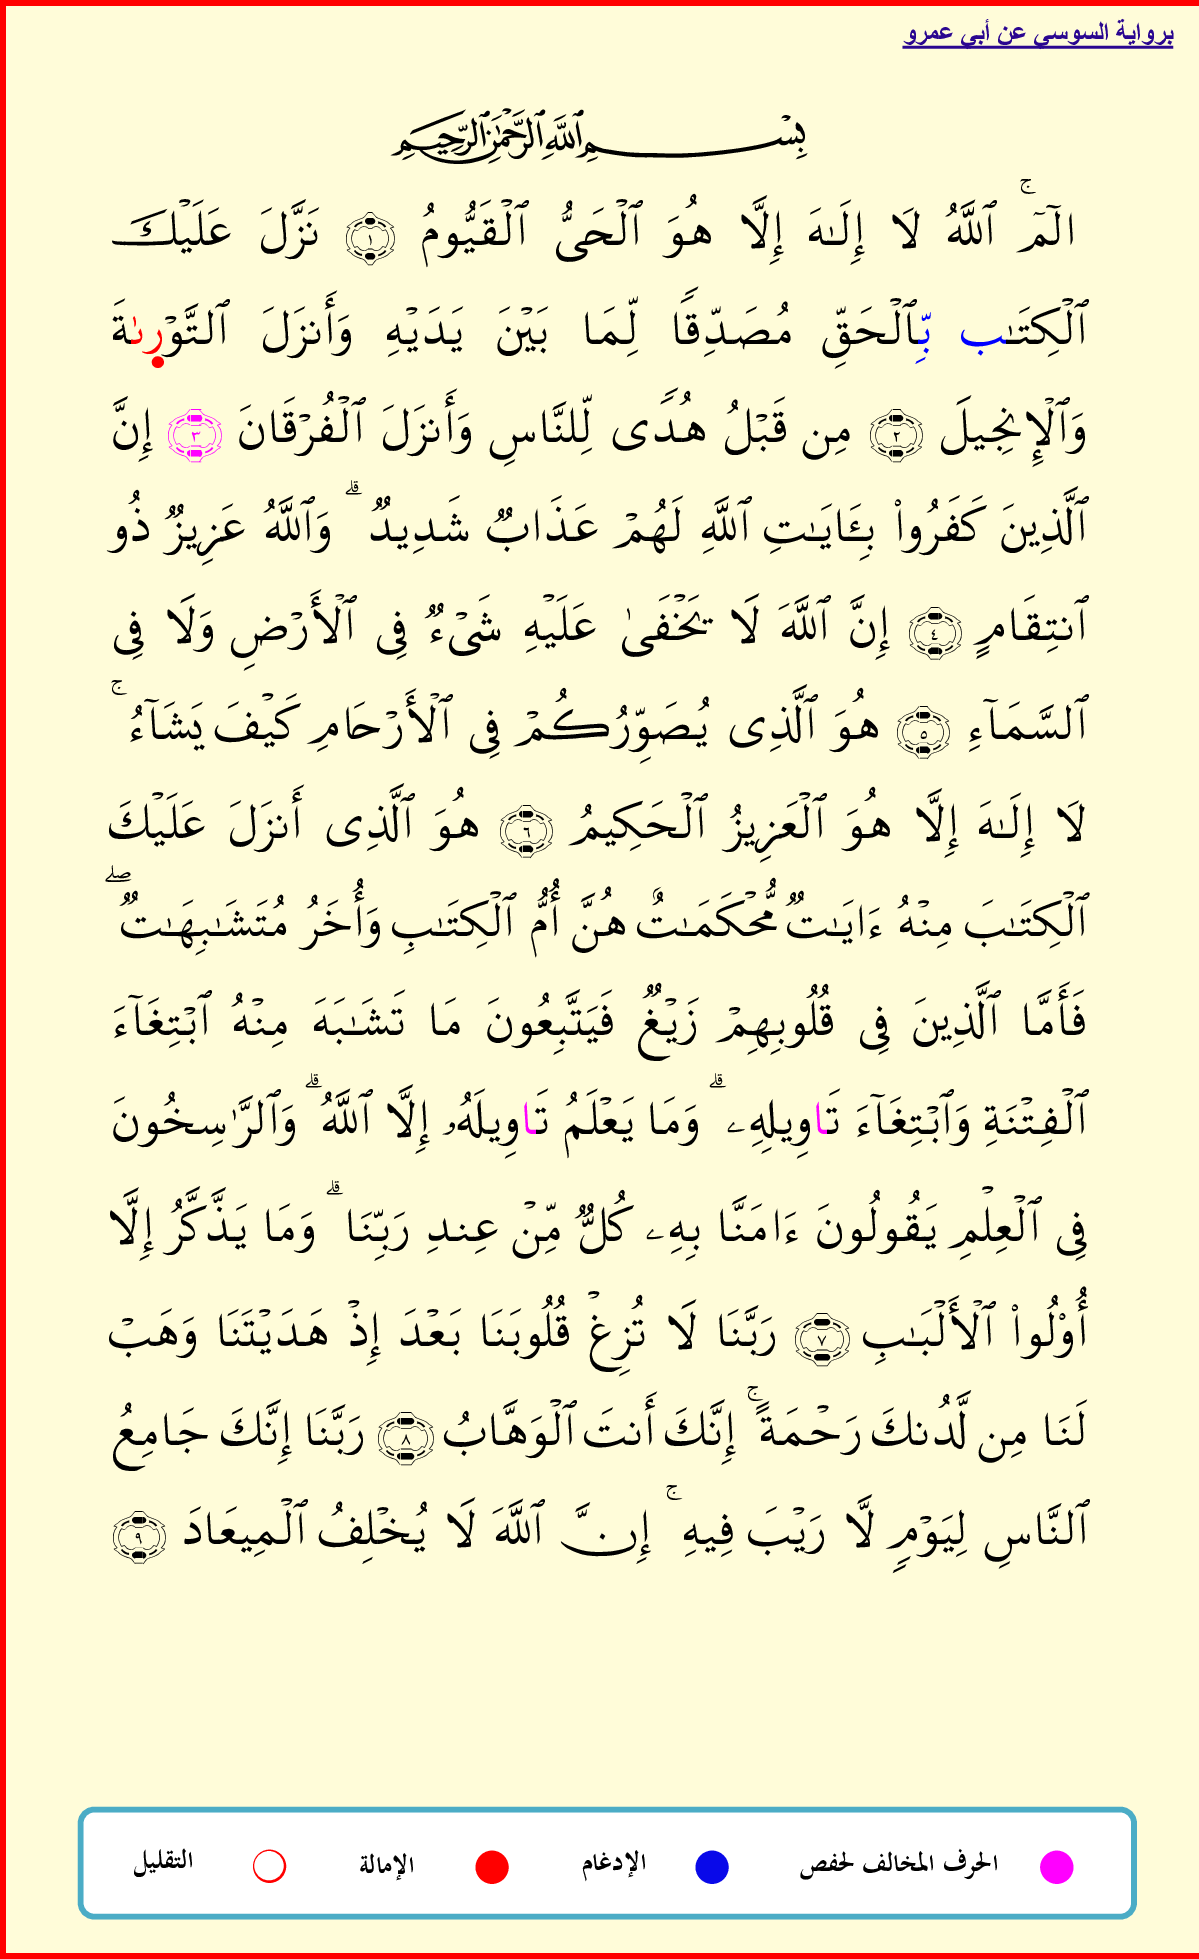 برواية السوسي عن أبي عمرو
بِسْمِ ٱللَّهِ ٱلرَّحْمَٰنِ ٱلرَّحِيمِ
الٓمٓ ۚ ٱللَّهُ لَا إِلَٰهَ إِلَّا هُوَ ٱلْحَىُّ ٱلْقَيُّومُ ١ نَزَّلَ عَلَيْكَ
ٱلْكِتَٰب بِّٱلْحَقِّ مُصَدِّقًا لِّمَا بَيْنَ يَدَيْهِ وَأَنزَلَ ٱلتَّوْرِىٰةَ
وَٱلْإِنجِيلَ ٢ مِن قَبْلُ هُدًى لِّلنَّاسِ وَأَنزَلَ ٱلْفُرْقَانَ ٣ إِنَّ
ٱلَّذِينَ كَفَرُوا۟ بِـَٔايَٰتِ ٱللَّهِ لَهُمْ عَذَابٌ شَدِيدٌ ۗ وَٱللَّهُ عَزِيزٌ ذُو
ٱنتِقَامٍ ٤ إِنَّ ٱللَّهَ لَا يَخْفَىٰ عَلَيْهِ شَىْءٌ فِى ٱلْأَرْضِ وَلَا فِى
ٱلسَّمَآءِ ٥ هُوَ ٱلَّذِى يُصَوِّرُكُمْ فِى ٱلْأَرْحَامِ كَيْفَ يَشَآءُ ۚ
لَا إِلَٰهَ إِلَّا هُوَ ٱلْعَزِيزُ ٱلْحَكِيمُ ٦ هُوَ ٱلَّذِى أَنزَلَ عَلَيْكَ
ٱلْكِتَٰبَ مِنْهُ ءَايَٰتٌ مُّحْكَمَٰتٌ هُنَّ أُمُّ ٱلْكِتَٰبِ وَأُخَرُ مُتَشَٰبِهَٰتٌ ۖ
فَأَمَّا ٱلَّذِينَ فِى قُلُوبِهِمْ زَيْغٌ فَيَتَّبِعُونَ مَا تَشَٰبَهَ مِنْهُ ٱبْتِغَآءَ
ٱلْفِتْنَةِ وَٱبْتِغَآءَ تَاوِيلِهِۦ ۗ وَمَا يَعْلَمُ تَاوِيلَهُۥ إِلَّا ٱللَّهُ ۗ وَٱلرَّٰسِخُونَ
فِى ٱلْعِلْمِ يَقُولُونَ ءَامَنَّا بِهِۦ كُلٌّ مِّنْ عِندِ رَبِّنَا ۗ وَمَا يَذَّكَّرُ إِلَّا
أُو۟لُوا۟ ٱلْأَلْبَٰبِ ٧ رَبَّنَا لَا تُزِغْ قُلُوبَنَا بَعْدَ إِذْ هَدَيْتَنَا وَهَبْ
لَنَا مِن لَّدُنكَ رَحْمَةً ۚ إِنَّكَ أَنتَ ٱلْوَهَّابُ ٨ رَبَّنَا إِنَّكَ جَامِعُ
ٱلنَّاسِ لِيَوْمٍ لَّا رَيْبَ فِيهِ ۚ إِنَّ ٱللَّهَ لَا يُخْلِفُ ٱلْمِيعَادَ ٩
الحرف المخالف لحفص الإدغام الإمالة التقليل